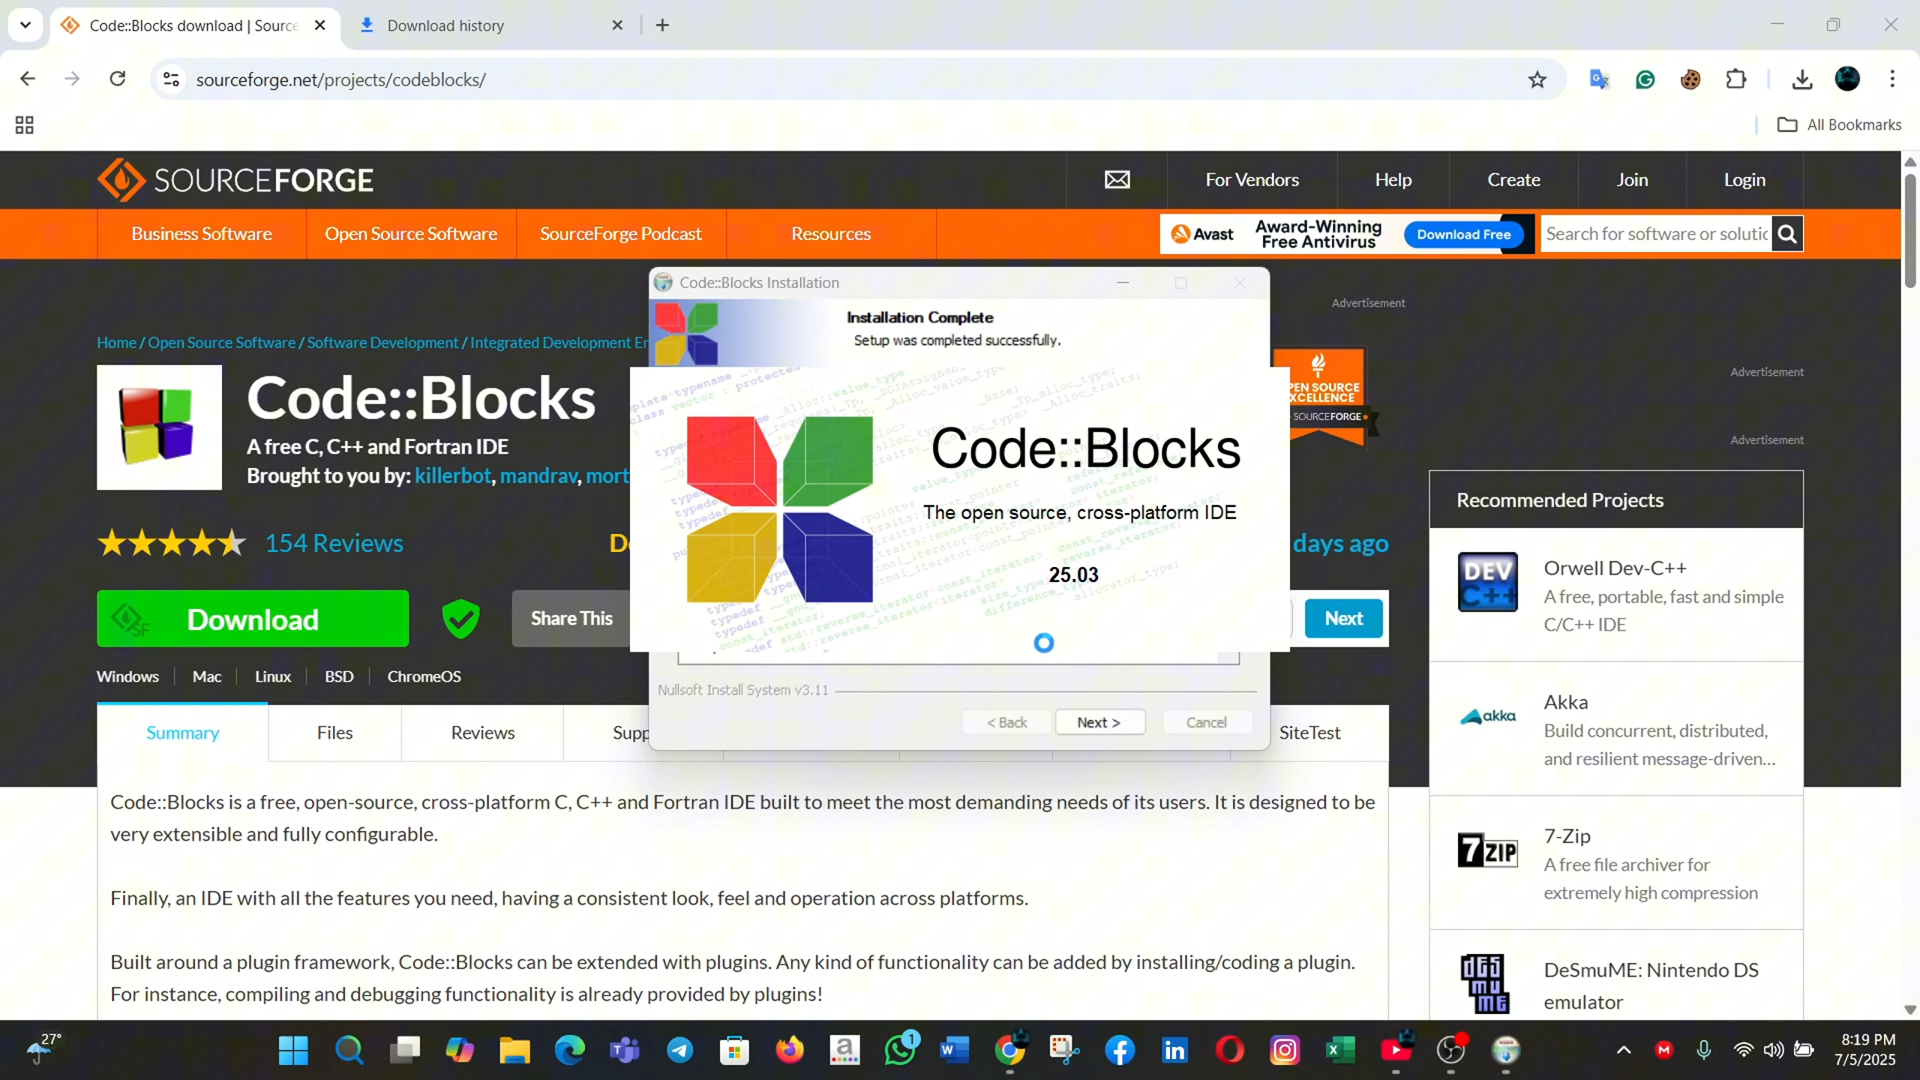 Code::Blocks download | Source
Download history
sourceforge.net/projects/codeblocks/
All Bookmarks
SOURCEFORGE
For Vendors
Help
Create
Join
Login
Business Software
Open Source Software
SourceForge Podcast
Resources
Avast
Award-Winning
Free Antivirus
Download Free
Search for software or solutic
Code::Blocks Installation
Installation Complete
Setup was completed successfully.
Advertisement
Advertisement
Advertisement
Home / Open Source Software / Software Development / Integrated Development Er
Code::Blocks
A free C, C++ and Fortran IDE
Brought to you by: killerbot, mandrav, mort
154 Reviews
days ago
EXCELLENCE
SOURCEFORGE
Code::Blocks
The open source, cross-platform IDE
25.03
Download
SF
Share This
Next
Windows
Mac
Linux
BSD
ChromeOS
Nullsoft Install System v3.11
< Back
Next >
Cancel
Summary
Files
Reviews
Supp
SiteTest
Code::Blocks is a free, open-source, cross-platform C, C++ and Fortran IDE built to meet the most demanding needs of its users. It is designed to be
very extensible and fully configurable.
Finally, an IDE with all the features you need, having a consistent look, feel and operation across platforms.
Built around a plugin framework, Code::Blocks can be extended with plugins. Any kind of functionality can be added by installing/coding a plugin.
For instance, compiling and debugging functionality is already provided by plugins!
Recommended Projects
DEV
C++
Orwell Dev-C++
A free, portable, fast and simple
C/C++ IDE
akka
Akka
Build concurrent, distributed,
and resilient message-driven...
7ZIP
7-Zip
A free file archiver for
extremely high compression
DeSmuME: Nintendo DS
emulator
27°
1
8:19 PM
7/5/2025